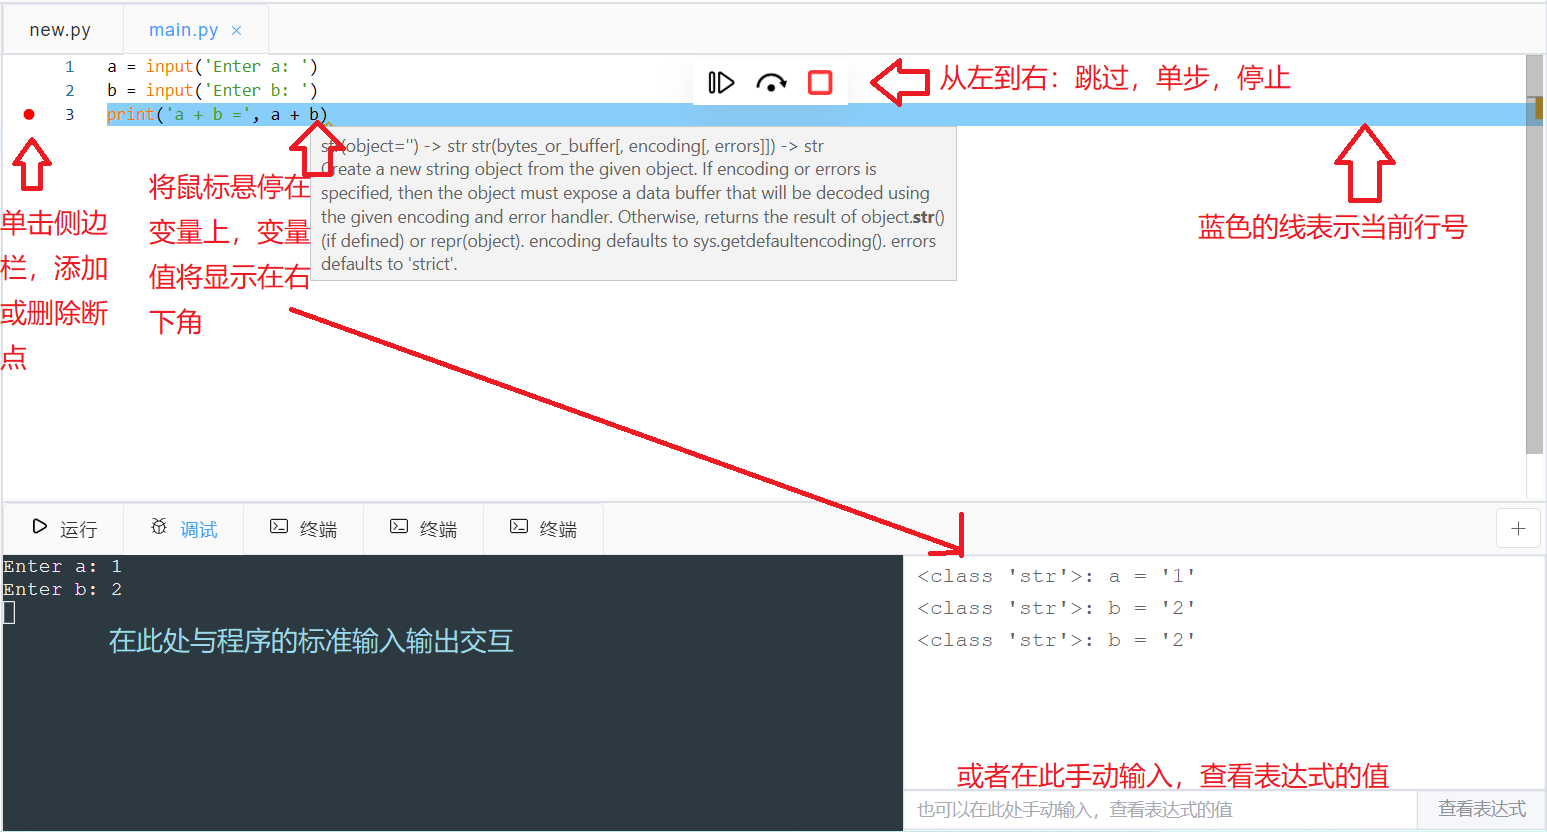 new.py
main.py ×
1 a = input('Enter a: ')
2 b = input('Enter b: ')
3 print('a + b =', a + b)
从左到右：跳过，单步，停止
(object='') -> str str(bytes_or_buffer[, encoding[, errors]]) -> str
Create a new string object from the given object. If encoding or errors is
specified, then the object must expose a data buffer that will be decoded using
the given encoding and error handler. Otherwise, returns the result of object.str()
(if defined) or repr(object). encoding defaults to sys.getdefaultencoding(). errors
defaults to 'strict'.
单击侧边
栏，添加
或删除断
点
将鼠标悬停在
变量上，变量
值将显示在右
下角
蓝色的线表示当前行号
运行
调试
终端
终端
终端
Enter a: 1
Enter b: 2
在此处与程序的标准输入输出交互
<class 'str'>: a = '1'
<class 'str'>: b = '2'
<class 'str'>: b = '2'
或者在此手动输入，查看表达式的值
也可以在此处手动输入，查看表达式的值
查看表达式